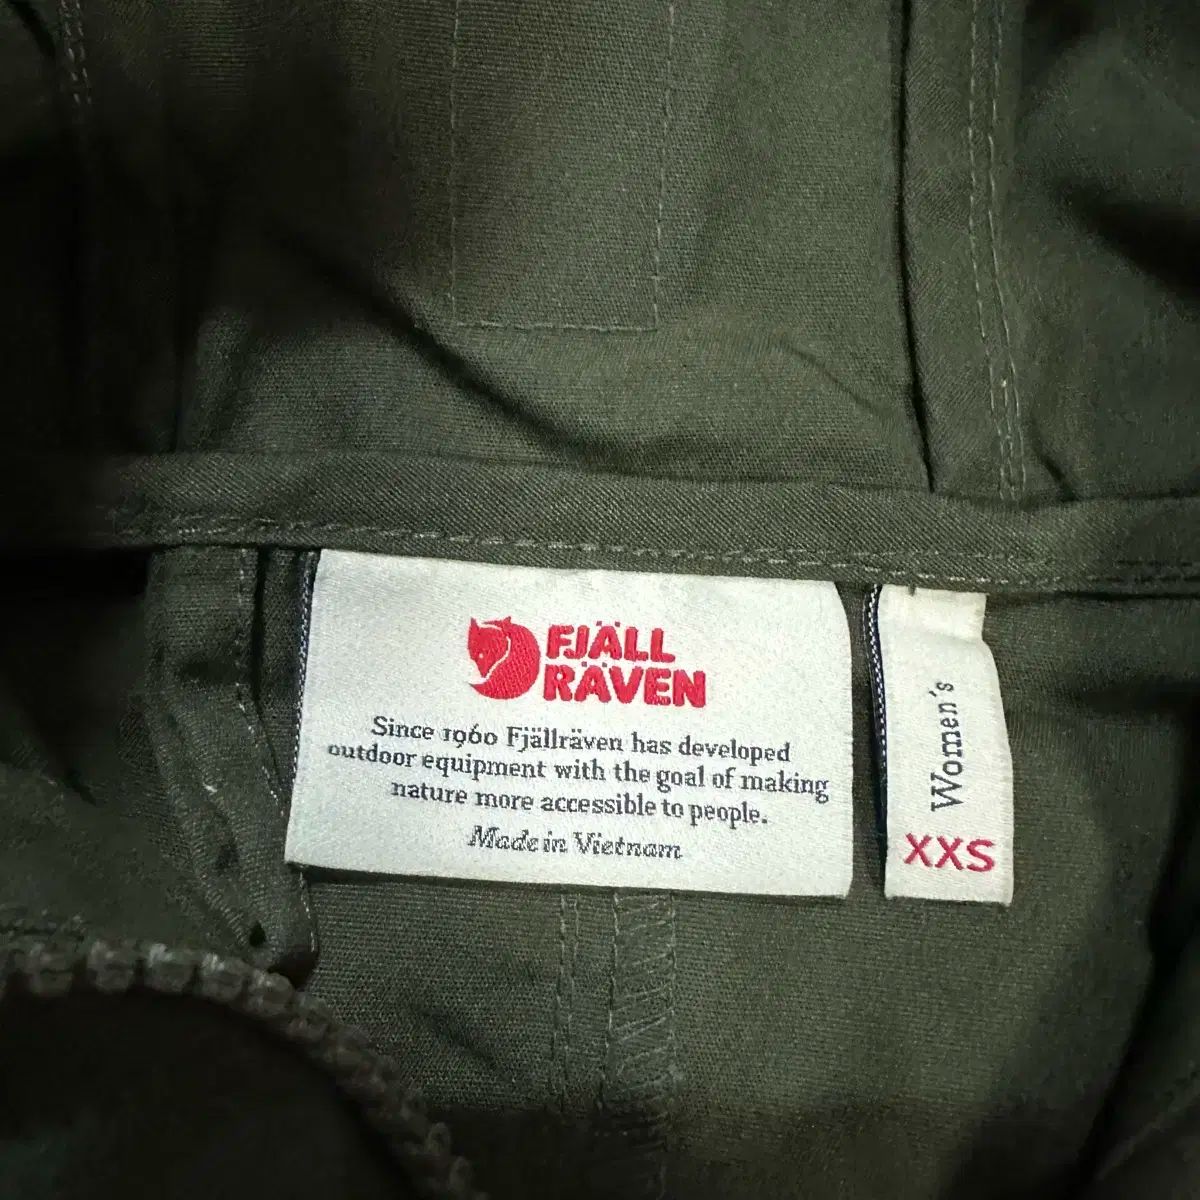 FJÄLL
RÄVEN
Since 1960 Fjällräven has developed
outdoor equipment with the goal of making
nature more accessible to people.
Made in Vietnam
Women´s
XXS